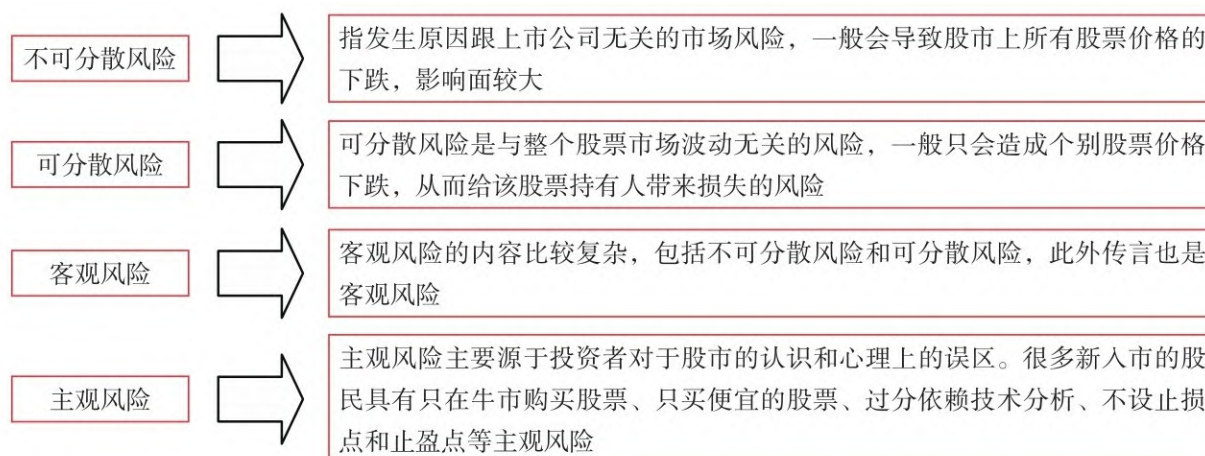 不可分散风险
指发生原因跟上市公司无关的市场风险，一般会导致股市上所有股票价格的
下跌，影响面较大
可分散风险
可分散风险是与整个股票市场波动无关的风险，一般只会造成个别股票价格
下跌，从而给该股票持有人带来损失的风险
客观风险
客观风险的内容比较复杂，包括不可分散风险和可分散风险，此外传言也是
客观风险
主观风险
主观风险主要源于投资者对于股市的认识和心理上的误区。很多新入市的股
民具有只在牛市购买股票、只买便宜的股票、过分依赖技术分析、不设止损
点和止盈点等主观风险